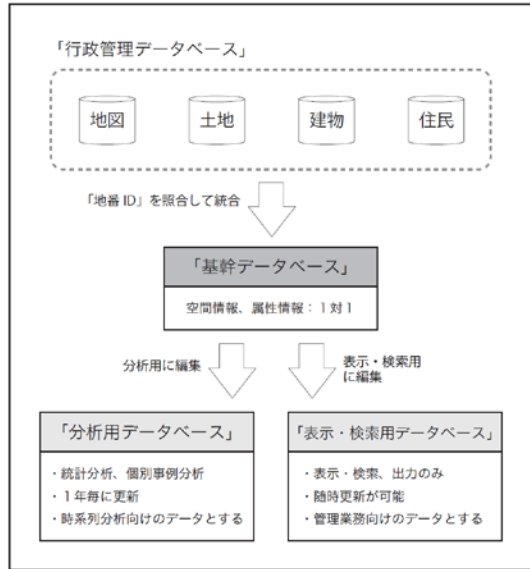 「行政管理データベース」
地図 土地 建物 住民
「地番 ID」を照合して統合
「基幹データベース」
空間情報、属性情報：1対1
分析用に編集
表示・検索用
に編集
「分析用データベース」
・統計分析、個別事例分析
・1年毎に更新
・時系列分析向けのデータとする
「表示・検索用データベース」
・表示・検索、出力のみ
・随時更新が可能
・管理業務向けのデータとする